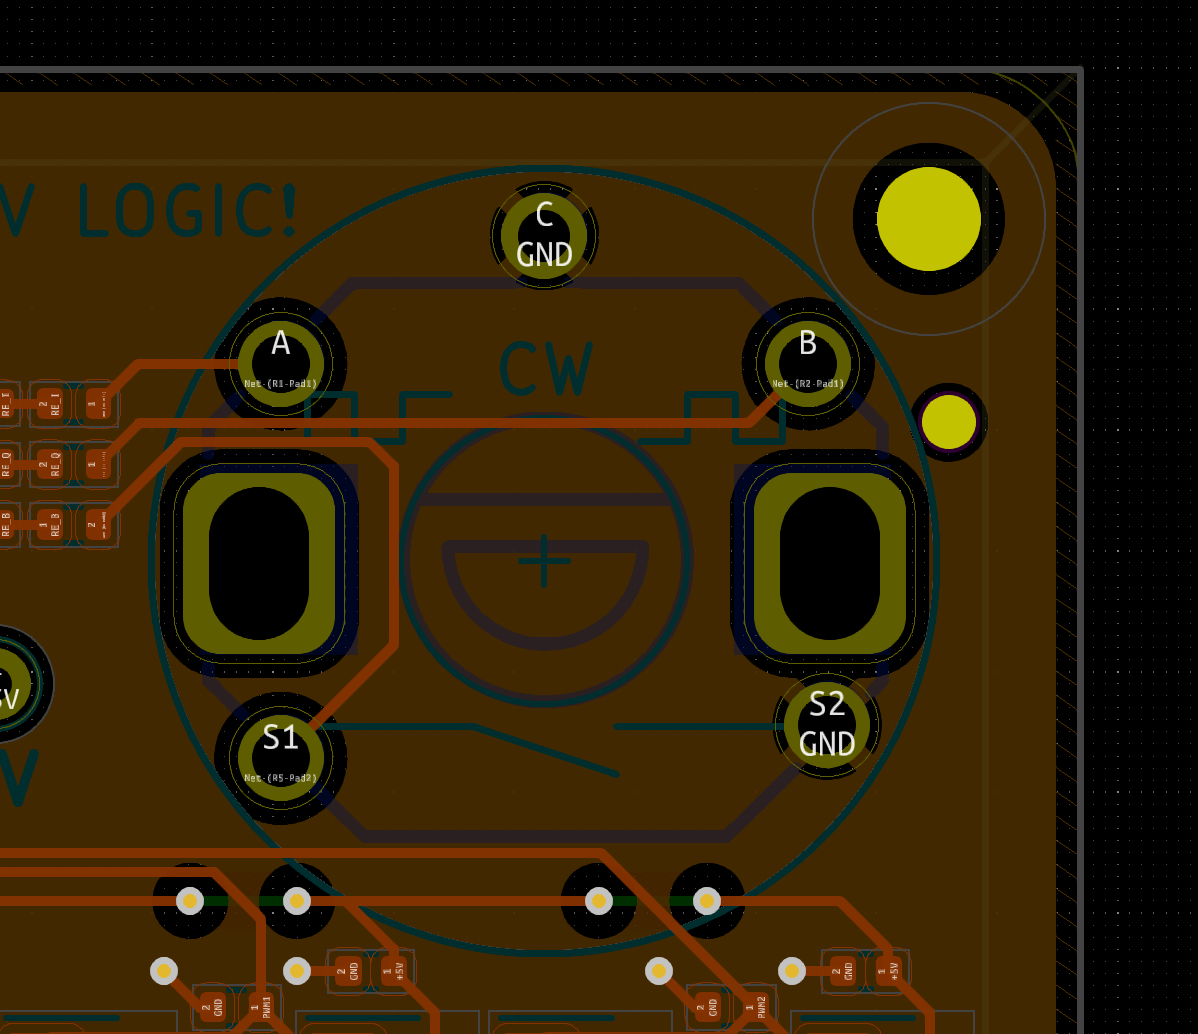 V LOGIC!
C
GND
A
Net-(R1-Pad1)
B
Net-(R2-Pad1)
CW
2
RE_I
1
RE_I
2
RE_Q
1
RE_Q
1
RE_B
2
RE_B
S1
Net-(R5-Pad2)
S2
GND
V
V
2
GND
1
+5V
2
GND
1
+5V
2
GND
1
PWM1
2
GND
1
PWM2